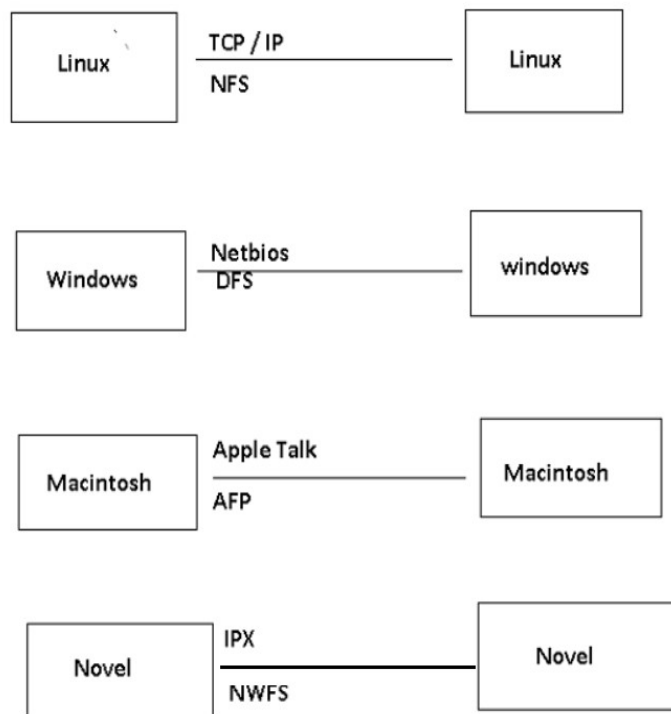 Linux
TCP / IP
NFS
Linux
Windows
Netbios
DFS
windows
Macintosh
Apple Talk
AFP
Macintosh
Novel
IPX
NWFS
Novel